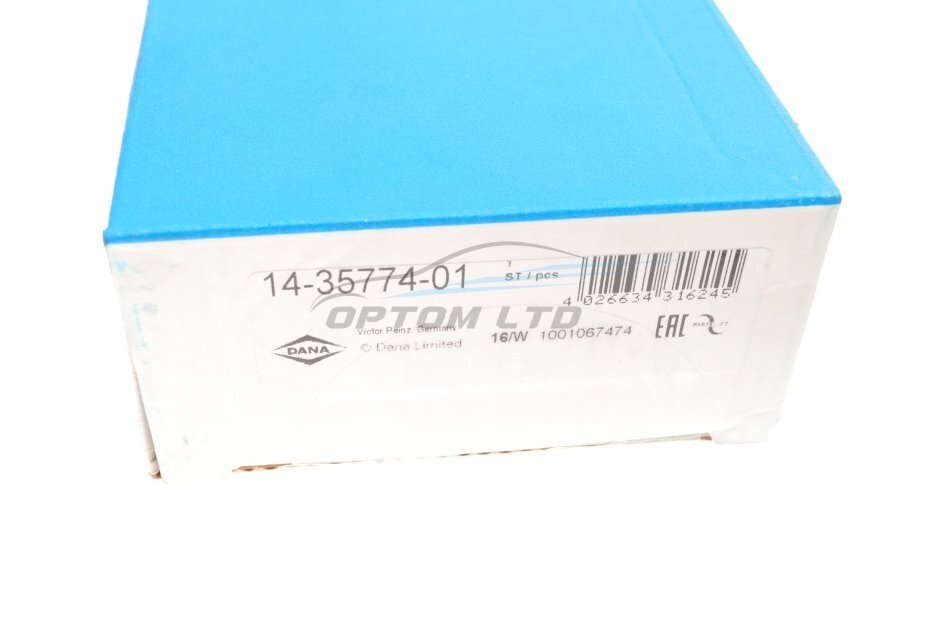 14-35774-01
1
ST / pcs
4 026634 316245
OPTOM LTD
Victor Reinz Germany
DANA
© Dana Limited
16/W 1001067474
EAC